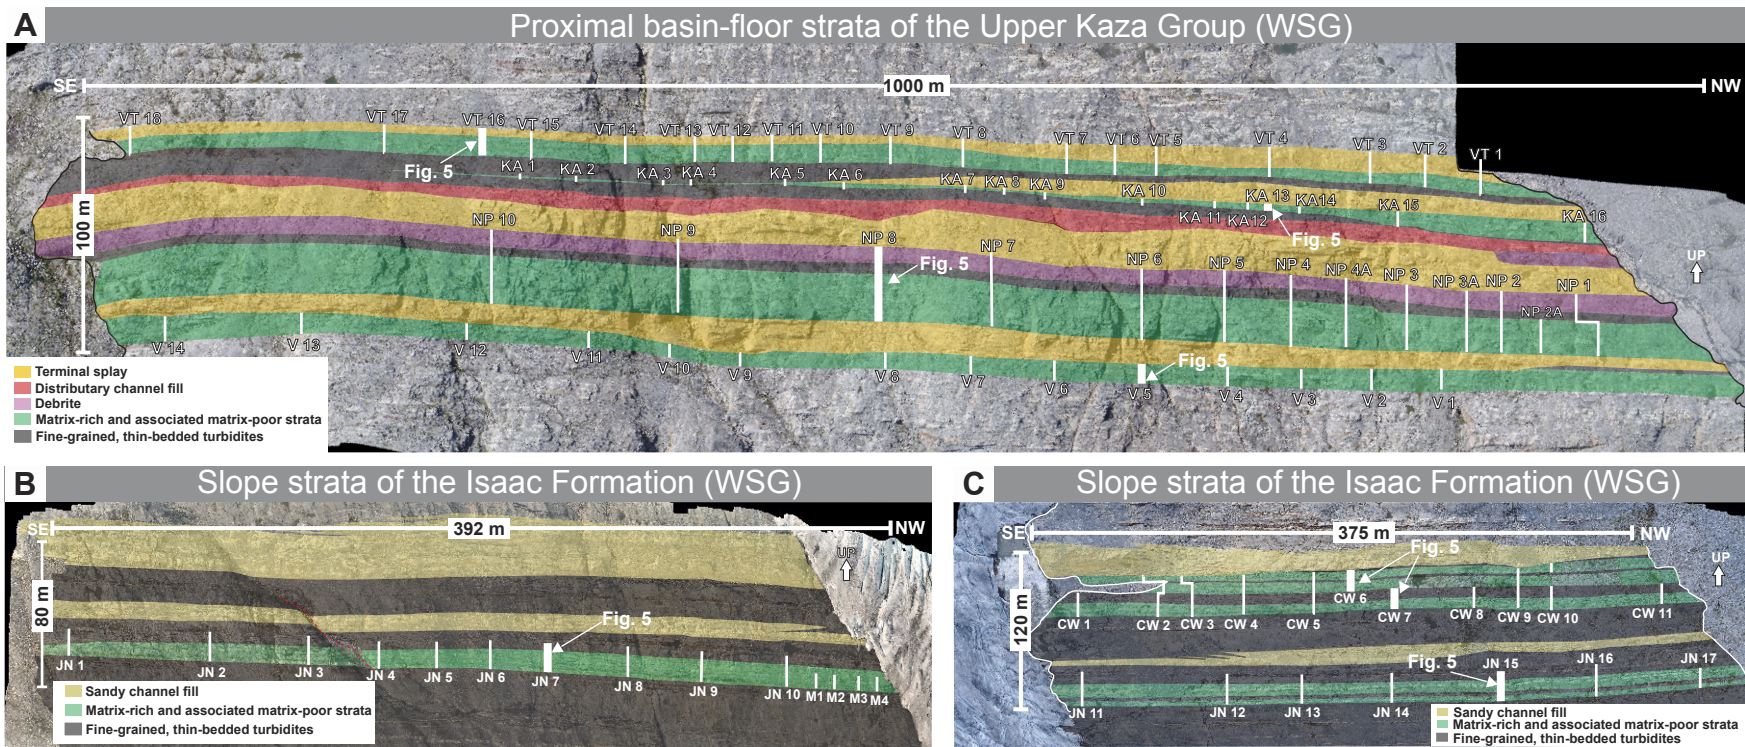 A Proximal basin-floor strata of the Upper Kaza Group (WSG)
SE 1000 m NW
VT 18 VT 17 VT 16 VT 15 VT 14 VT 13 VT 12 VT 11 VT 10 VT 9 VT 8 VT 7 VT 6 VT 5 VT 4 VT 3 VT 2 VT 1
Fig. 5
KA 1 KA 2 KA 3 KA 4 KA 5 KA 6 KA 7 KA 8 KA 9 KA 10 KA 11 KA12 KA 13 KA14 KA 15 KA 16
Fig. 5
100 m
NP 10 NP 9 NP 8 NP 7 NP 6 NP 5 NP 4 NP 4A NP 3 NP 3A NP 2 NP 1
NP 2A
Fig. 5
UP
V 14 V 13 V 12 V 11 V 10 V 9 V 8 V 7 V 6 V 5 V 4 V 3 V 2 V 1
Fig. 5
Terminal splay
Distributary channel fill
Debrite
Matrix-rich and associated matrix-poor strata
Fine-grained, thin-bedded turbidites
B Slope strata of the Isaac Formation (WSG)
SE 392 m NW
UP
80 m
Fig. 5
JN 1 JN 2 JN 3 JN 4 JN 5 JN 6 JN 7 JN 8 JN 9 JN 10 M1 M2 M3 M4
Sandy channel fill
Matrix-rich and associated matrix-poor strata
Fine-grained, thin-bedded turbidites
C Slope strata of the Isaac Formation (WSG)
SE 375 m NW
Fig. 5
UP
120 m
CW 1 CW 2 CW 3 CW 4 CW 5 CW 6 CW 7 CW 8 CW 9 CW 10 CW 11
Fig. 5
JN 11 JN 12 JN 13 JN 14 JN 15 JN 16 JN 17
Sandy channel fill
Matrix-rich and associated matrix-poor strata
Fine-grained, thin-bedded turbidites